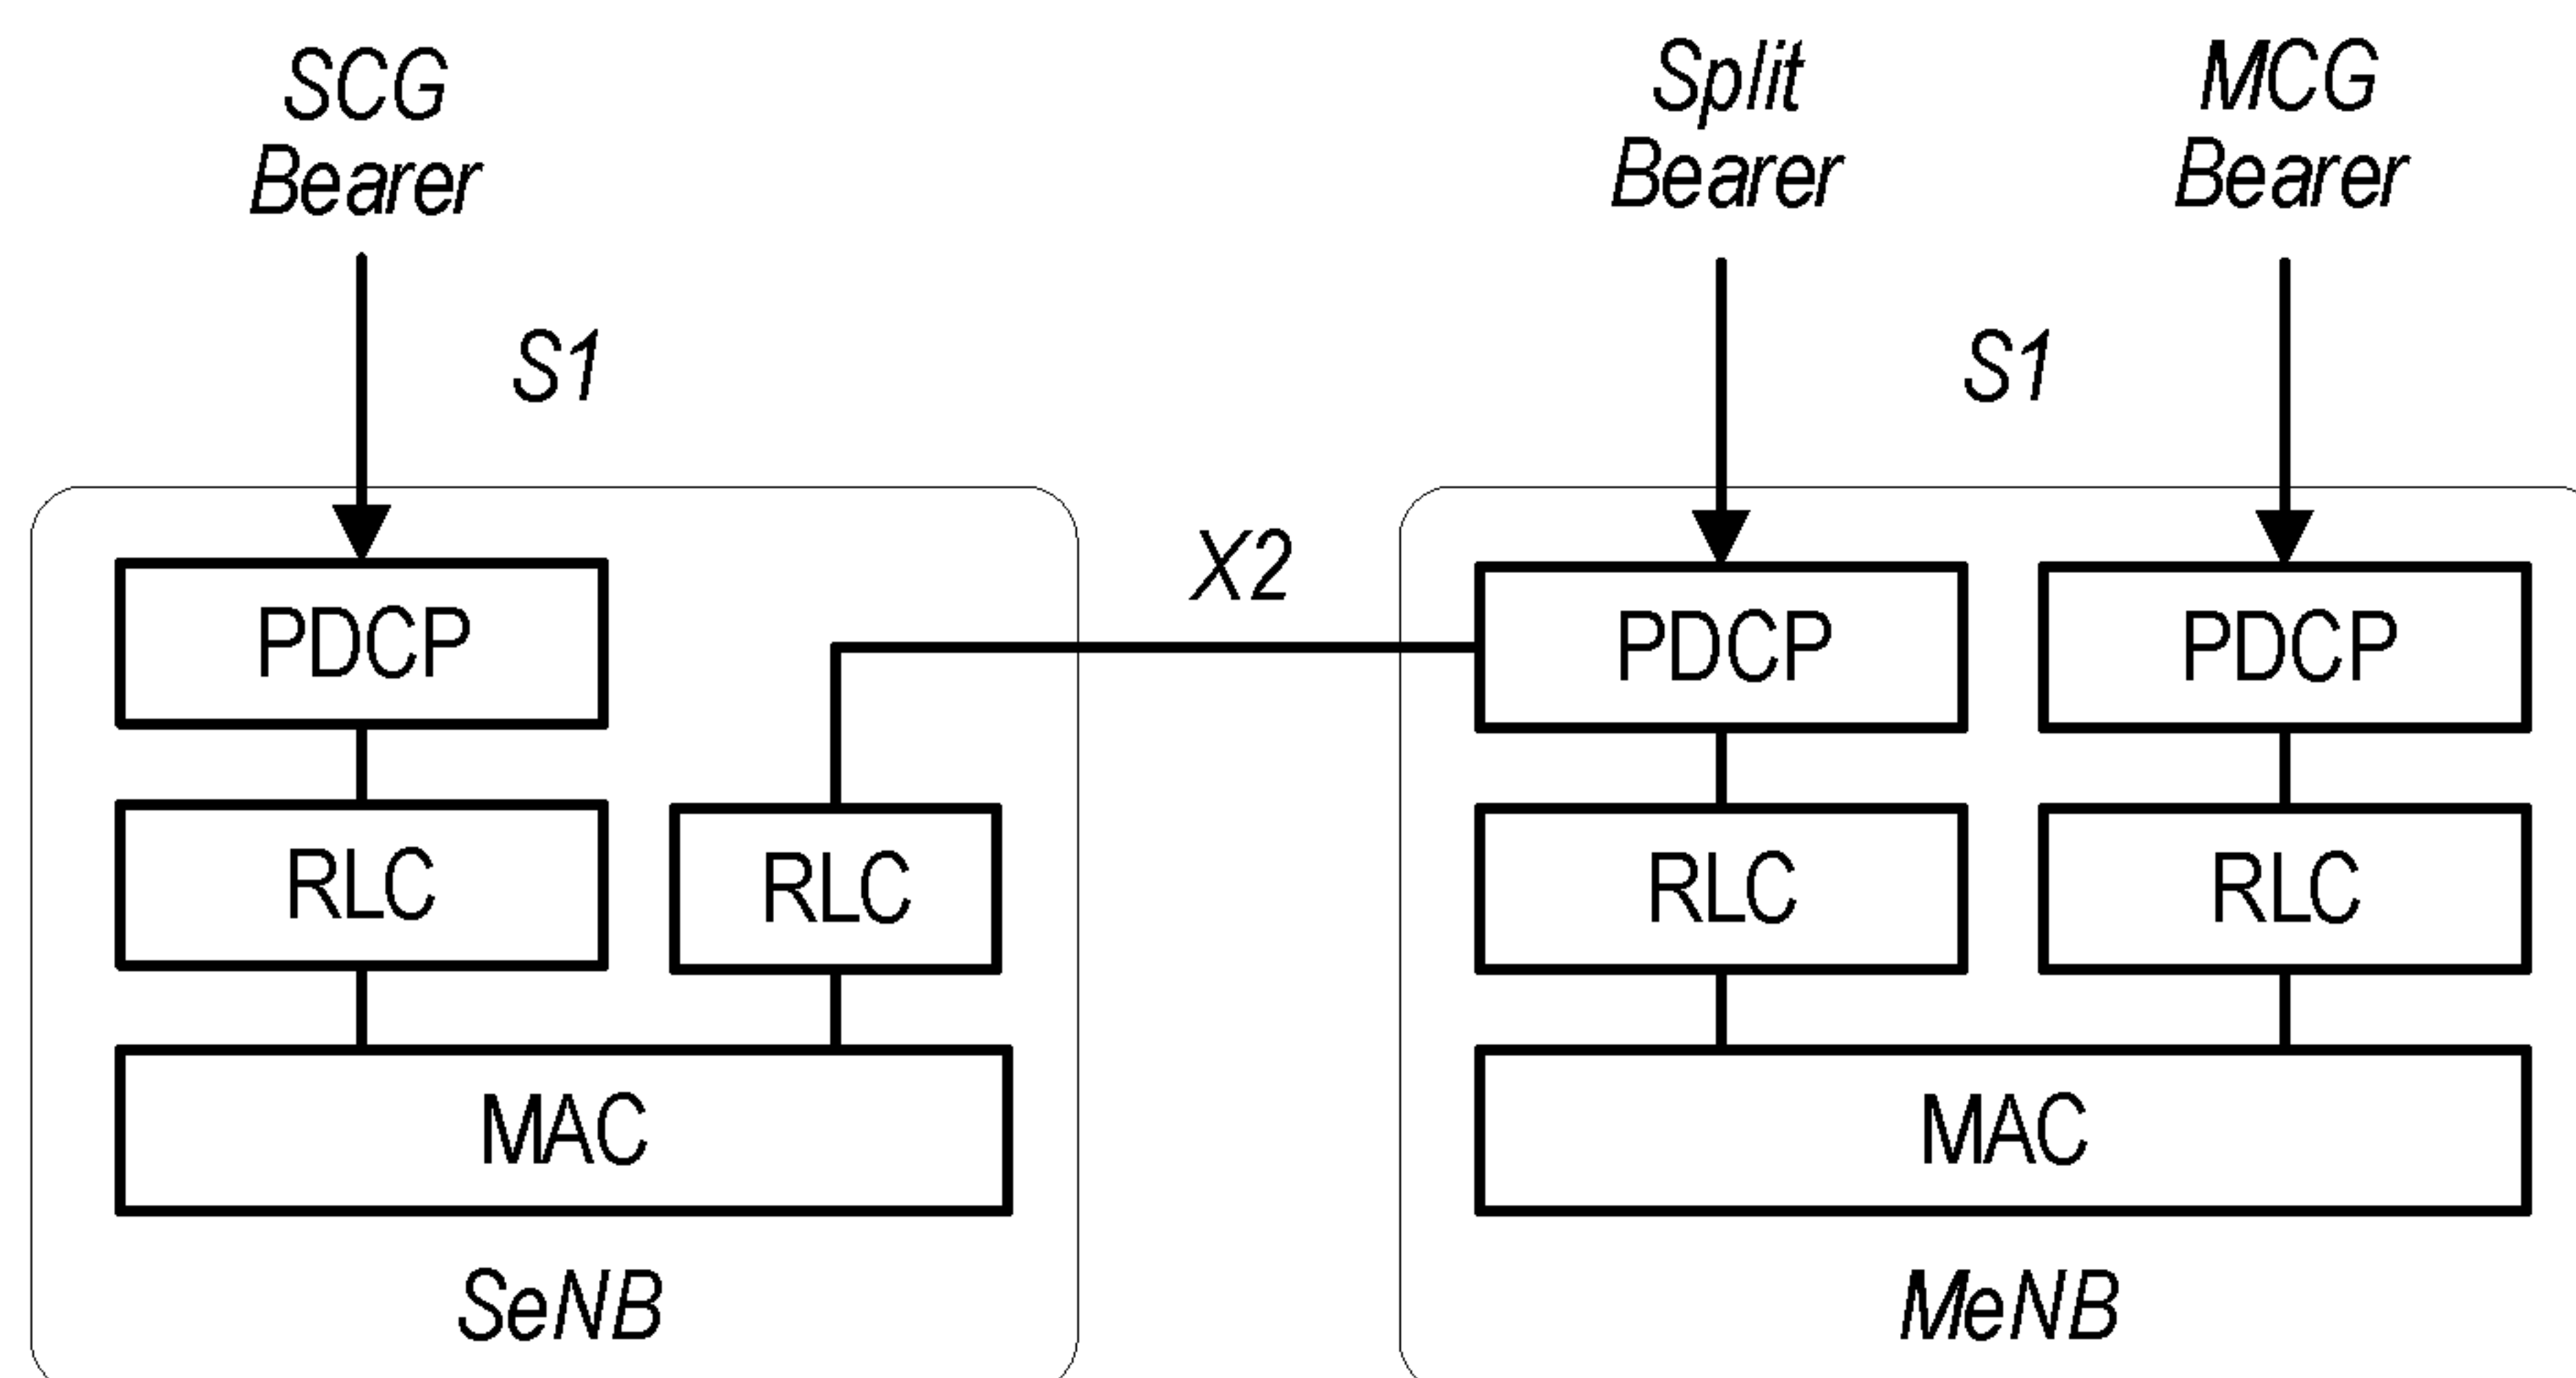 SCG
Bearer
Split
Bearer
MCG
Bearer
S1
S1
X2
PDCP
PDCP
PDCP
RLC
RLC
RLC
RLC
MAC
MAC
SeNB
MeNB